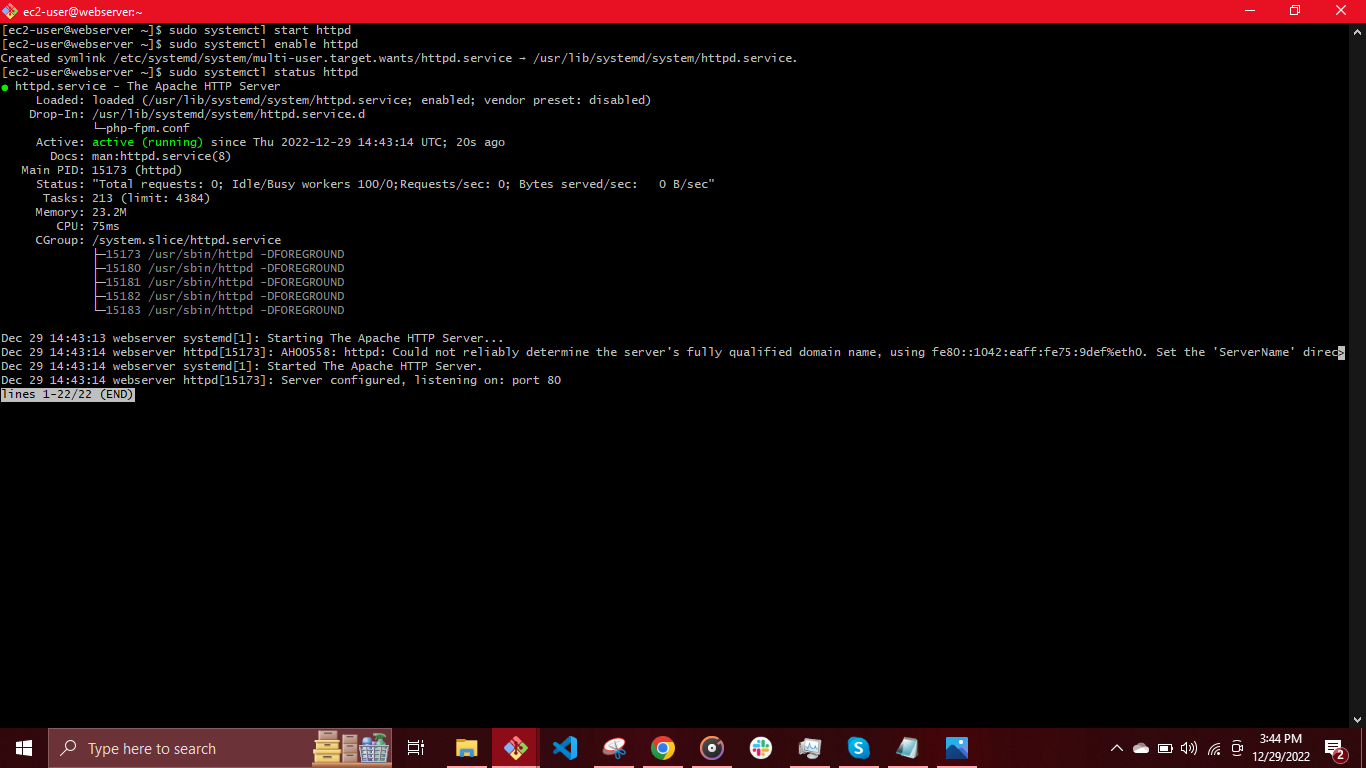 ec2-user@webserver:~
[ec2-user@webserver ~]$ sudo systemctl start httpd
[ec2-user@webserver ~]$ sudo systemctl enable httpd
Created symlink /etc/systemd/system/multi-user.target.wants/httpd.service → /usr/lib/systemd/system/httpd.service.
[ec2-user@webserver ~]$ sudo systemctl status httpd
● httpd.service - The Apache HTTP Server
Loaded: loaded (/usr/lib/systemd/system/httpd.service; enabled; vendor preset: disabled)
Drop-In: /usr/lib/systemd/system/httpd.service.d
└─php-fpm.conf
Active: active (running) since Thu 2022-12-29 14:43:14 UTC; 20s ago
Docs: man:httpd.service(8)
Main PID: 15173 (httpd)
Status: "Total requests: 0; Idle/Busy workers 100/0;Requests/sec: 0; Bytes served/sec:   0 B/sec"
Tasks: 213 (limit: 4384)
Memory: 23.2M
CPU: 75ms
CGroup: /system.slice/httpd.service
├─15173 /usr/sbin/httpd -DFOREGROUND
├─15180 /usr/sbin/httpd -DFOREGROUND
├─15181 /usr/sbin/httpd -DFOREGROUND
├─15182 /usr/sbin/httpd -DFOREGROUND
└─15183 /usr/sbin/httpd -DFOREGROUND
Dec 29 14:43:13 webserver systemd[1]: Starting The Apache HTTP Server...
Dec 29 14:43:14 webserver httpd[15173]: AH00558: httpd: Could not reliably determine the server's fully qualified domain name, using fe80::1042:eaff:fe75:9def%eth0. Set the 'ServerName' direc>
Dec 29 14:43:14 webserver systemd[1]: Started The Apache HTTP Server.
Dec 29 14:43:14 webserver httpd[15173]: Server configured, listening on: port 80
lines 1-22/22 (END)
Type here to search
3:44 PM
12/29/2022
2